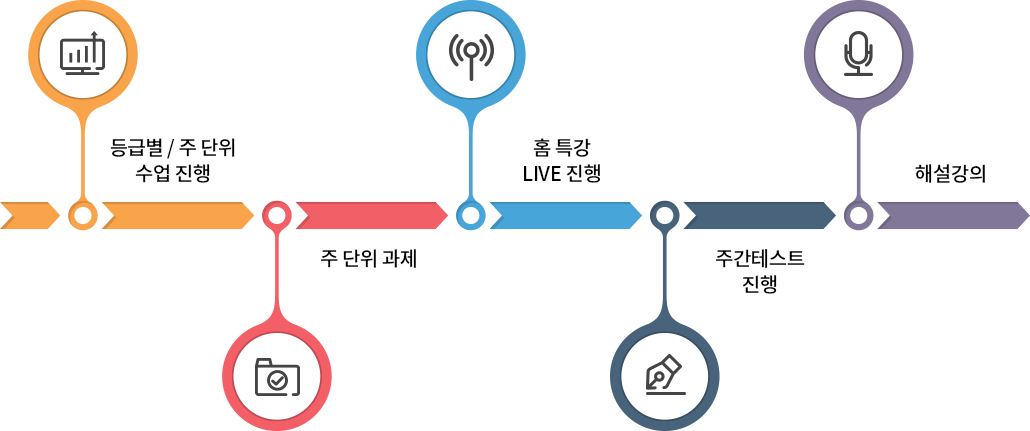 등급별 / 주 단위
수업 진행
주 단위 과제
홈 특강
LIVE 진행
주간테스트
진행
해설강의